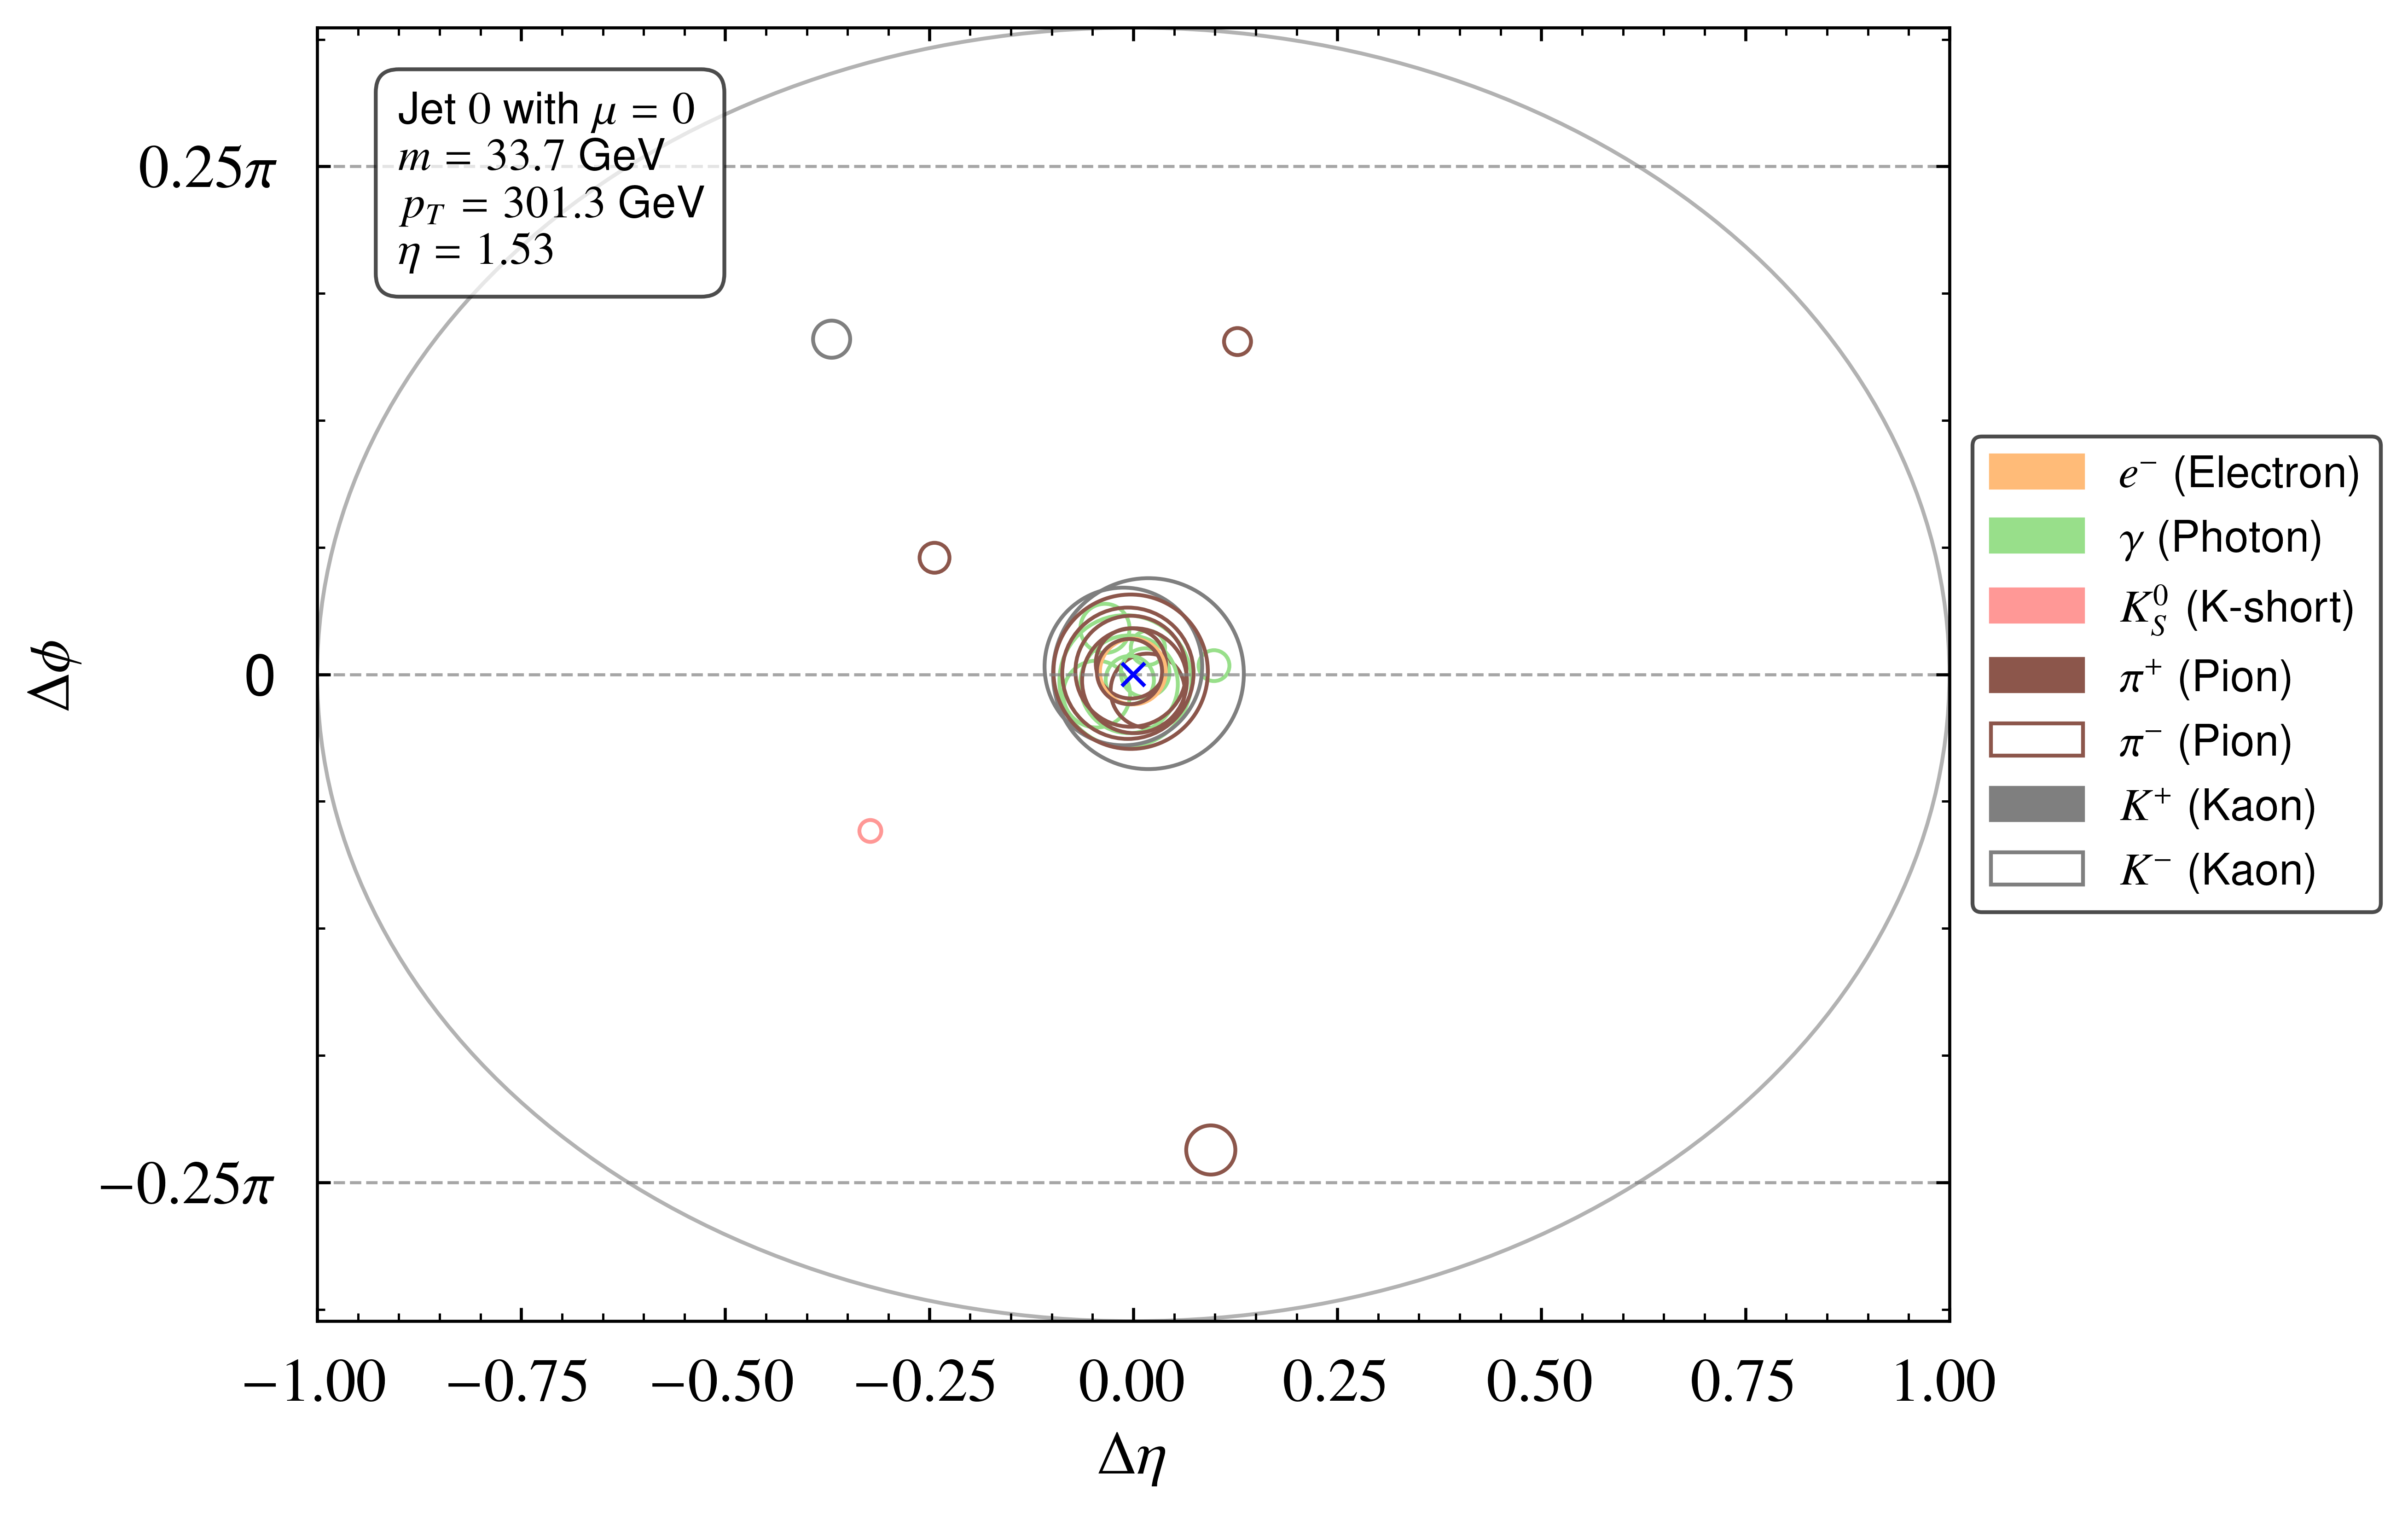 Jet 0 with μ = 0
m = 33.7 GeV
p_T = 301.3 GeV
η = 1.53
0.25π
0
−0.25π
Δϕ
−1.00 −0.75 −0.50 −0.25 0.00 0.25 0.50 0.75 1.00
Δη
e⁻ (Electron)
γ (Photon)
K_S^0 (K-short)
π⁺ (Pion)
π⁻ (Pion)
K⁺ (Kaon)
K⁻ (Kaon)